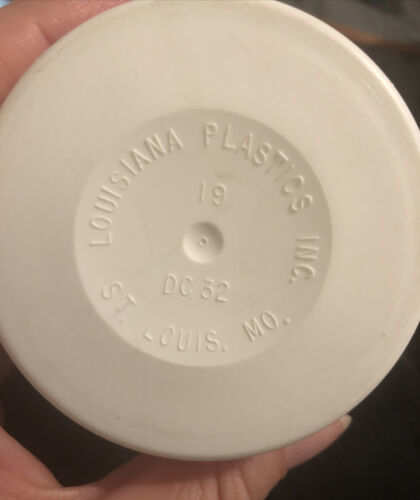 LOUISIANA PLASTICS INC.
19
DC 52
ST. LOUIS. MO.